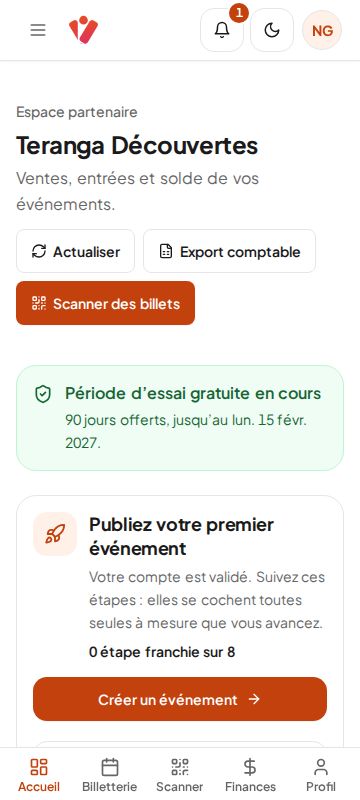 1
NG
Espace partenaire
Teranga Découvertes
Ventes, entrées et solde de vos
événements.
Actualiser
Export comptable
Scanner des billets
Période d’essai gratuite en cours
90 jours offerts, jusqu’au lun. 15 févr.
2027.
Publiez votre premier
événement
Votre compte est validé. Suivez ces
étapes : elles se cochent toutes
seules à mesure que vous avancez.
0 étape franchie sur 8
Créer un événement
Accueil
Billetterie
Scanner
Finances
Profil